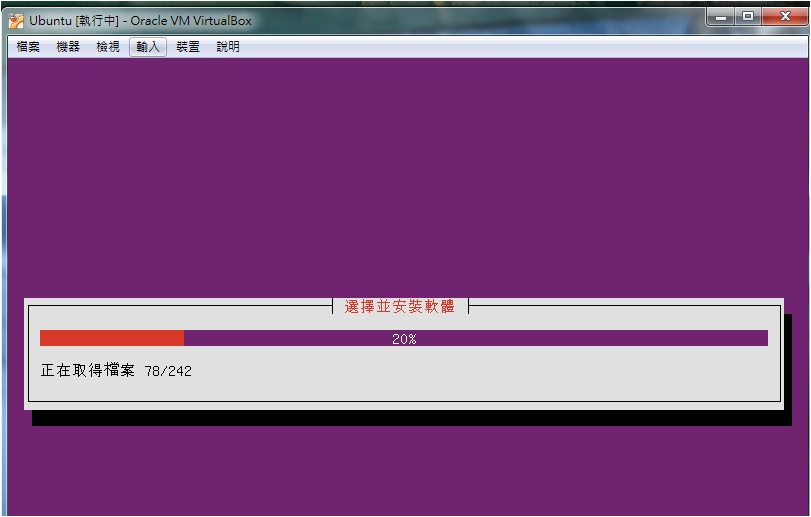 Ubuntu [執行中] - Oracle VM VirtualBox
檔案 機器 檢視 輸入 裝置 說明
選擇並安裝軟體
20%
正在取得檔案 78/242